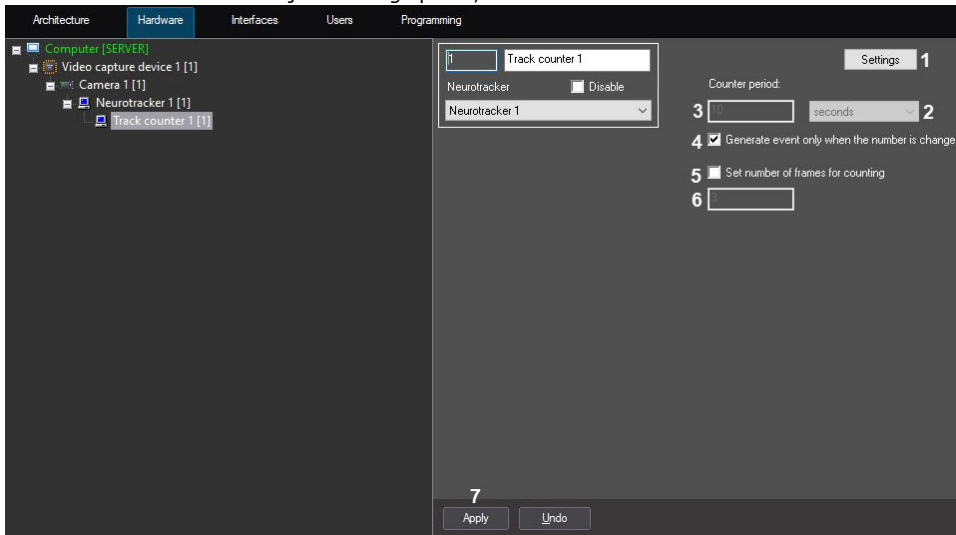 Architecture Hardware Interfaces Users Programming
Computer [SERVER]
Video capture device 1 [1]
Camera 1 [1]
Neurotracker 1 [1]
Track counter 1 [1]
1 Track counter 1
Neurotracker Disable
Neurotracker 1
Settings 1
Counter period:
3 10 seconds 2
4 Generate event only when the number is change
5 Set number of frames for counting
6
7
Apply Undo